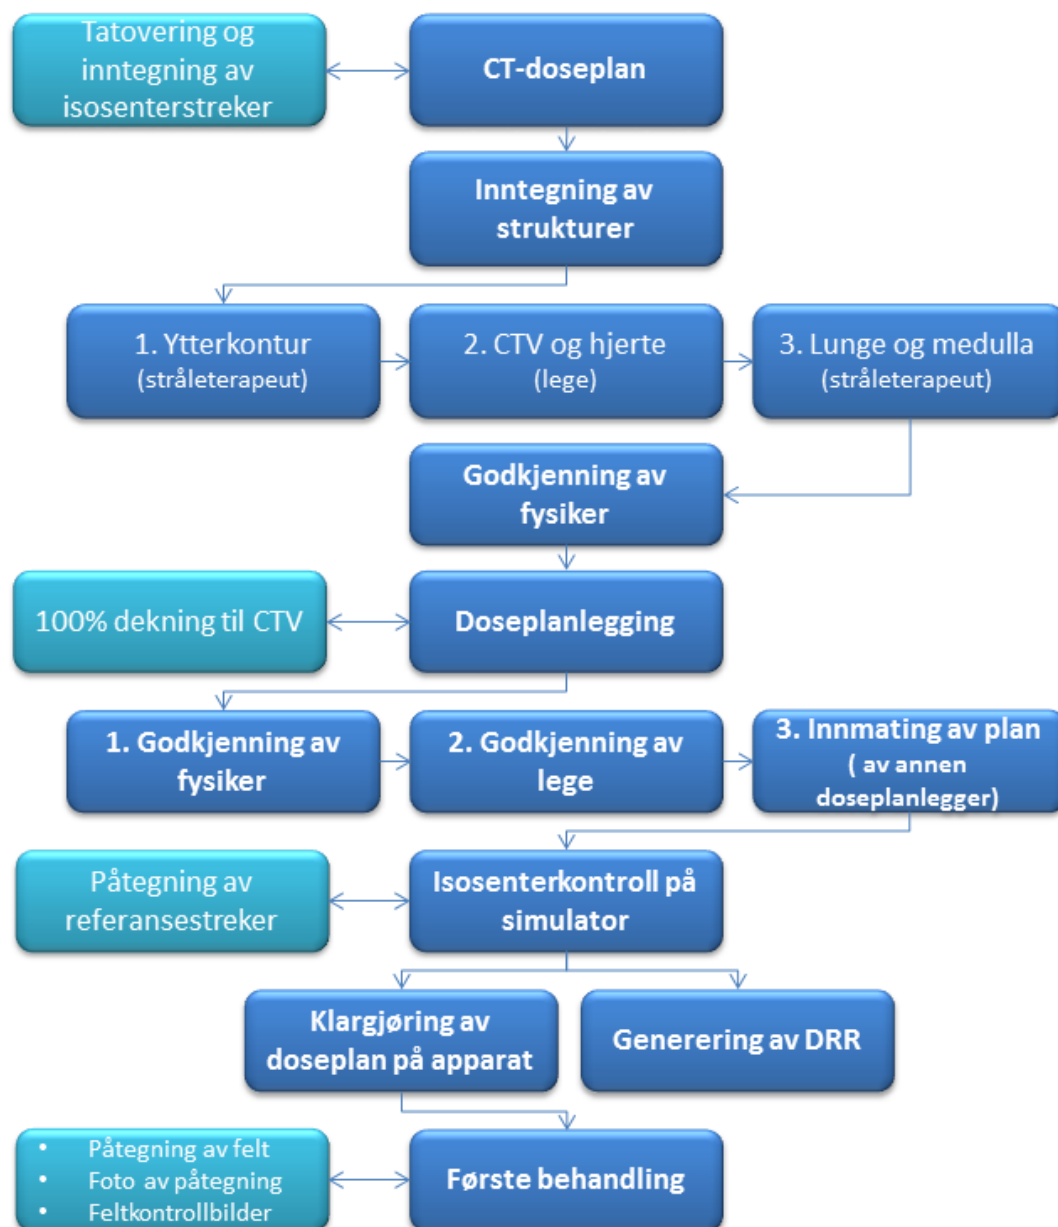 Tatovering og
inntegning av
isosenterstreker
CT-doseplan
Inntegning av
strukturer
1. Ytterkontur
(stråleterapeut)
2. CTV og hjerte
(lege)
3. Lunge og medulla
(stråleterapeut)
Godkjenning av
fysiker
100% dekning til CTV
Doseplanlegging
1. Godkjenning av
fysiker
2. Godkjenning av
lege
3. Innmating av plan
( av annen
doseplanlegger)
Påtegning av
referansestreker
Isosenterkontroll på
simulator
Klargjøring av
doseplan på apparat
Generering av DRR
• Påtegning av felt
• Foto av påtegning
• Feltkontrollbilder
Første behandling